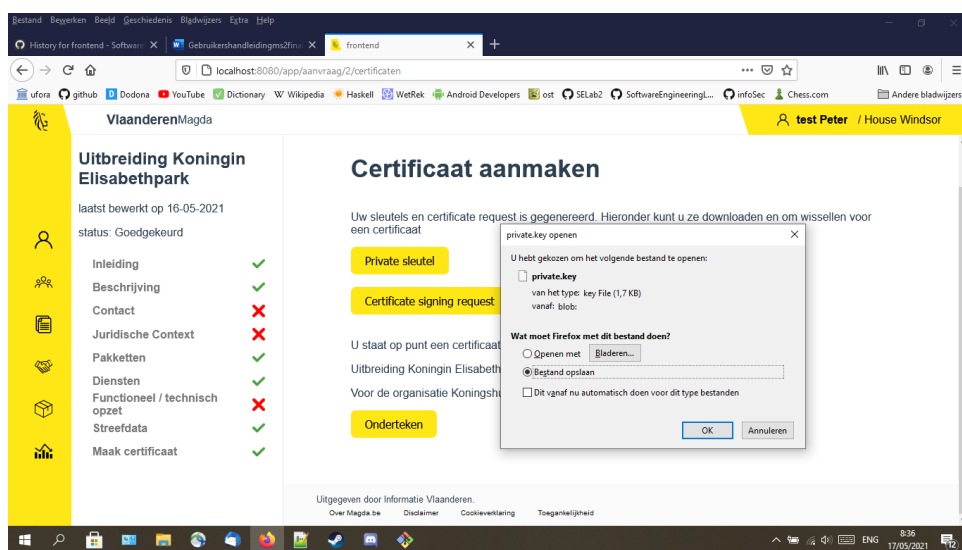 Bestand Bewerken Beeld Geschiedenis Bladwijzers Extra Help
History for frontend - Software
Gebruikershandleidingms2final
frontend
localhost:8080/app/aanvraag/2/certificaten
ufora github Dodona YouTube Dictionary Wikipedia Haskell WetRek Android Developers ost SELab2 SoftwareEngineeringL... infoSec Chess.com Andere bladwijzers
VlaanderenMagda
test Peter / House Windsor
Uitbreiding Koningin
Elisabethpark
laatst bewerkt op 16-05-2021
status: Goedgekeurd
Inleiding
Beschrijving
Contact
Juridische Context
Pakketten
Diensten
Functioneel / technisch
opzet
Streefdata
Maak certificaat
Certificaat aanmaken
Uw sleutels en certificate request is gegenereerd. Hieronder kunt u ze downloaden en om wisselen voor
een certificaat
Private sleutel
Certificate signing request
U staat op punt een certificaat
Uitbreiding Koningin Elisabeth
Voor de organisatie Koningshu
Onderteken
private.key openen
U hebt gekozen om het volgende bestand te openen:
private.key
van het type: key File (1,7 KB)
vanaf: blob:
Wat moet Firefox met dit bestand doen?
Openen met Bladeren...
Bestand opslaan
Dit vanaf nu automatisch doen voor dit type bestanden
OK Annuleren
Uitgegeven door Informatie Vlaanderen.
Over Magda.be Disclaimer Cookieverklaring Toegankelijkheid
ENG
8:36
17/05/2021
12